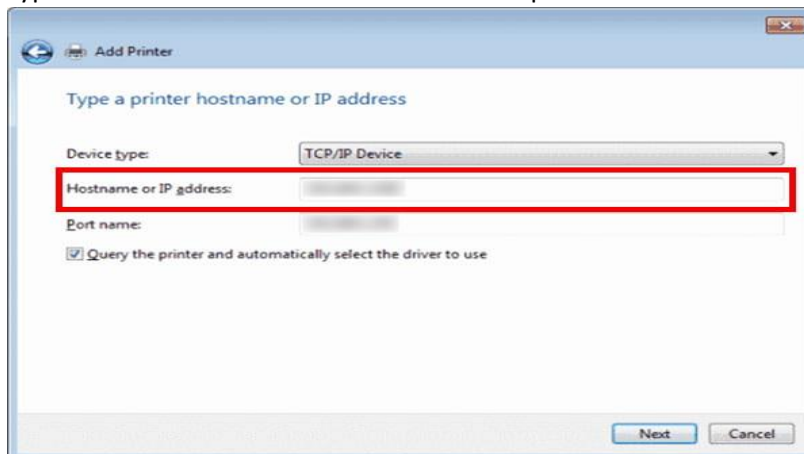 Add Printer
Type a printer hostname or IP address
Device type: TCP/IP Device
Hostname or IP address:
Port name:
Query the printer and automatically select the driver to use
Next Cancel